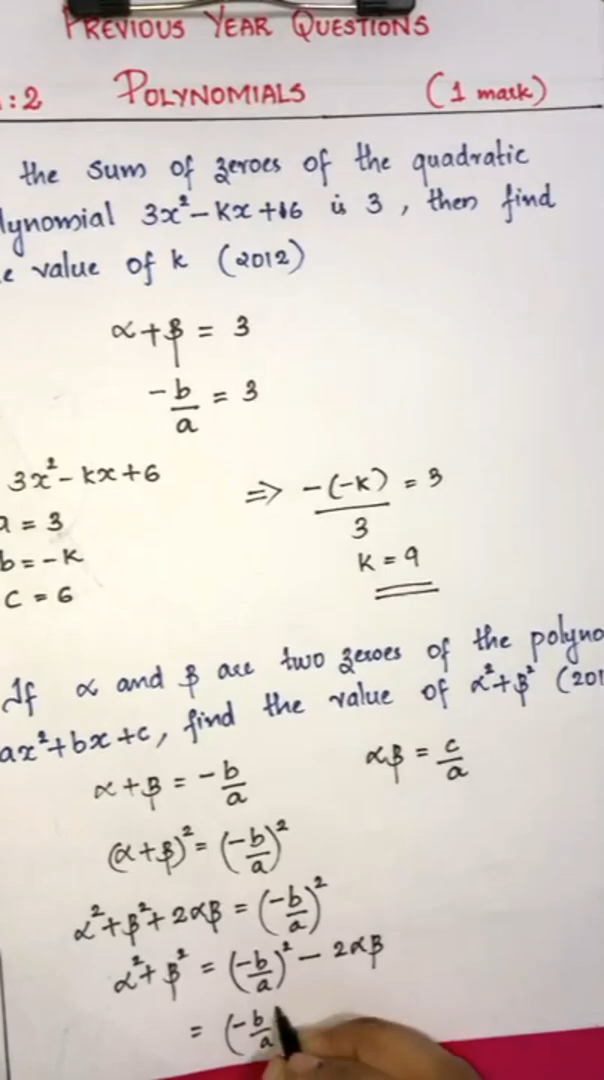 PREVIOUS YEAR QUESTIONS
:2 POLYNOMIALS (1 mark)
the sum of zeroes of the quadratic
lynomial 3x² - kx + 16 is 3, then find
e value of k (2012)
α + β = 3
-b/a = 3
3x² - kx + 6
a = 3
b = -k
c = 6
=> -(-k)/3 = 3
k = 9
If α and β are two zeroes of the polyno
ax² + bx + c, find the value of α² + β² (201
α + β = -b/a αβ = c/a
(α + β)² = (-b/a)²
α² + β² + 2αβ = (-b/a)²
α² + β² = (-b/a)² - 2αβ
= (-b/a